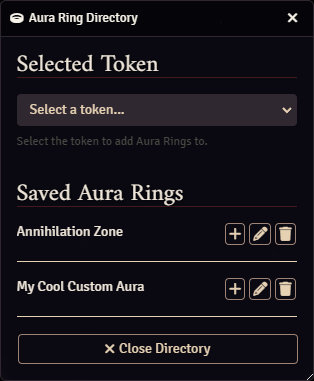 Aura Ring Directory
Selected Token
Select a token...
Select the token to add Aura Rings to.
Saved Aura Rings
Annihilation Zone
My Cool Custom Aura
Close Directory